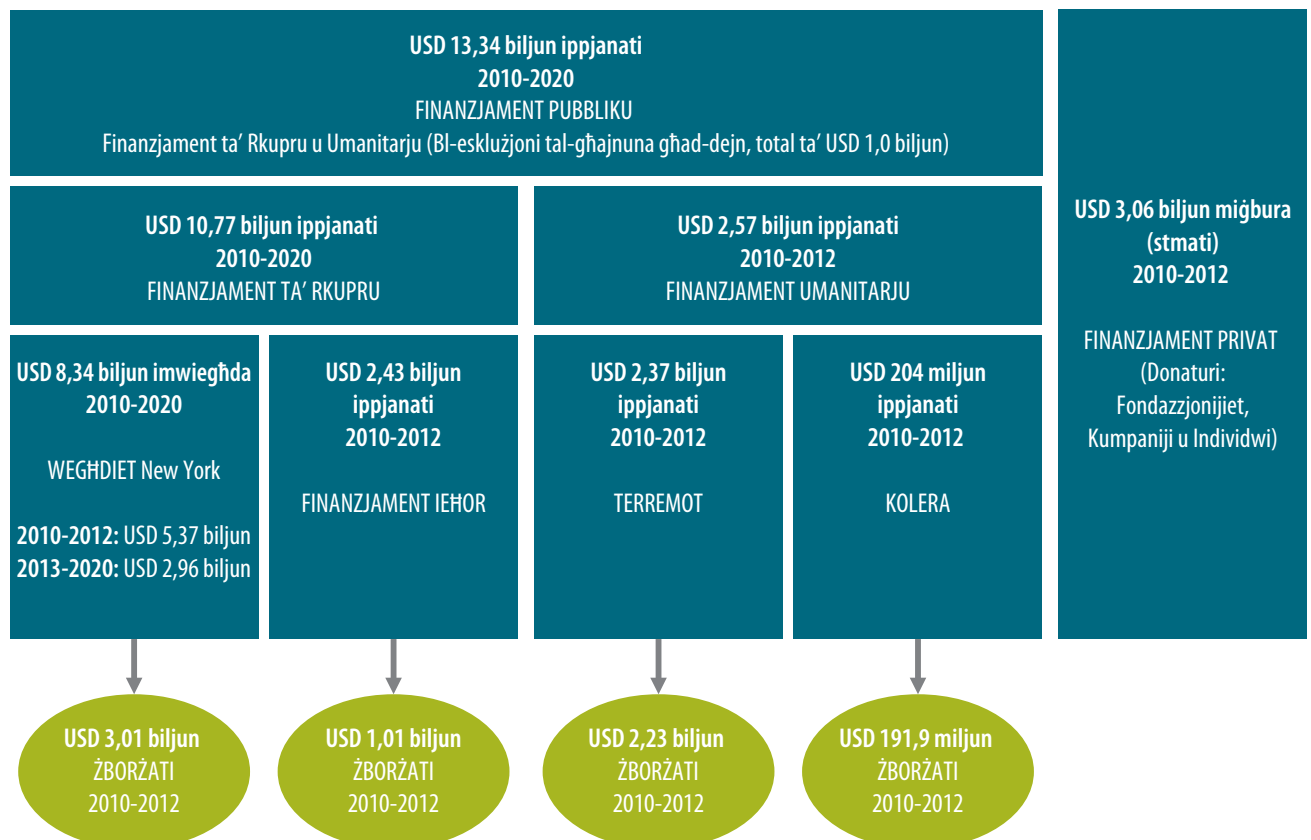 USD 13,34 biljun ippjanati
2010-2020
FINANZJAMENT PUBBLIKU
Finanzjament ta’ Rkupru u Umanitarju (Bl-esklużjoni tal-għajnuna għad-dejn, total ta’ USD 1,0 biljun)
USD 10,77 biljun ippjanati
2010-2020
FINANZJAMENT TA’ RKUPRU
USD 2,57 biljun ippjanati
2010-2012
FINANZJAMENT UMANITARJU
USD 3,06 biljun miġbura
(stmati)
2010-2012
FINANZJAMENT PRIVAT
(Donaturi:
Fondazzjonijiet,
Kumpaniji u Individwi)
USD 8,34 biljun imwiegħda
2010-2020
WEGĦDIET New York
2010-2012: USD 5,37 biljun
2013-2020: USD 2,96 biljun
USD 2,43 biljun
ippjanati
2010-2012
FINANZJAMENT IEĦOR
USD 2,37 biljun
ippjanati
2010-2012
TERREMOT
USD 204 miljun
ippjanati
2010-2012
KOLERA
USD 3,01 biljun
ŻBORŻATI
2010-2012
USD 1,01 biljun
ŻBORŻATI
2010-2012
USD 2,23 biljun
ŻBORŻATI
2010-2012
USD 191,9 miljun
ŻBORŻATI
2010-2012